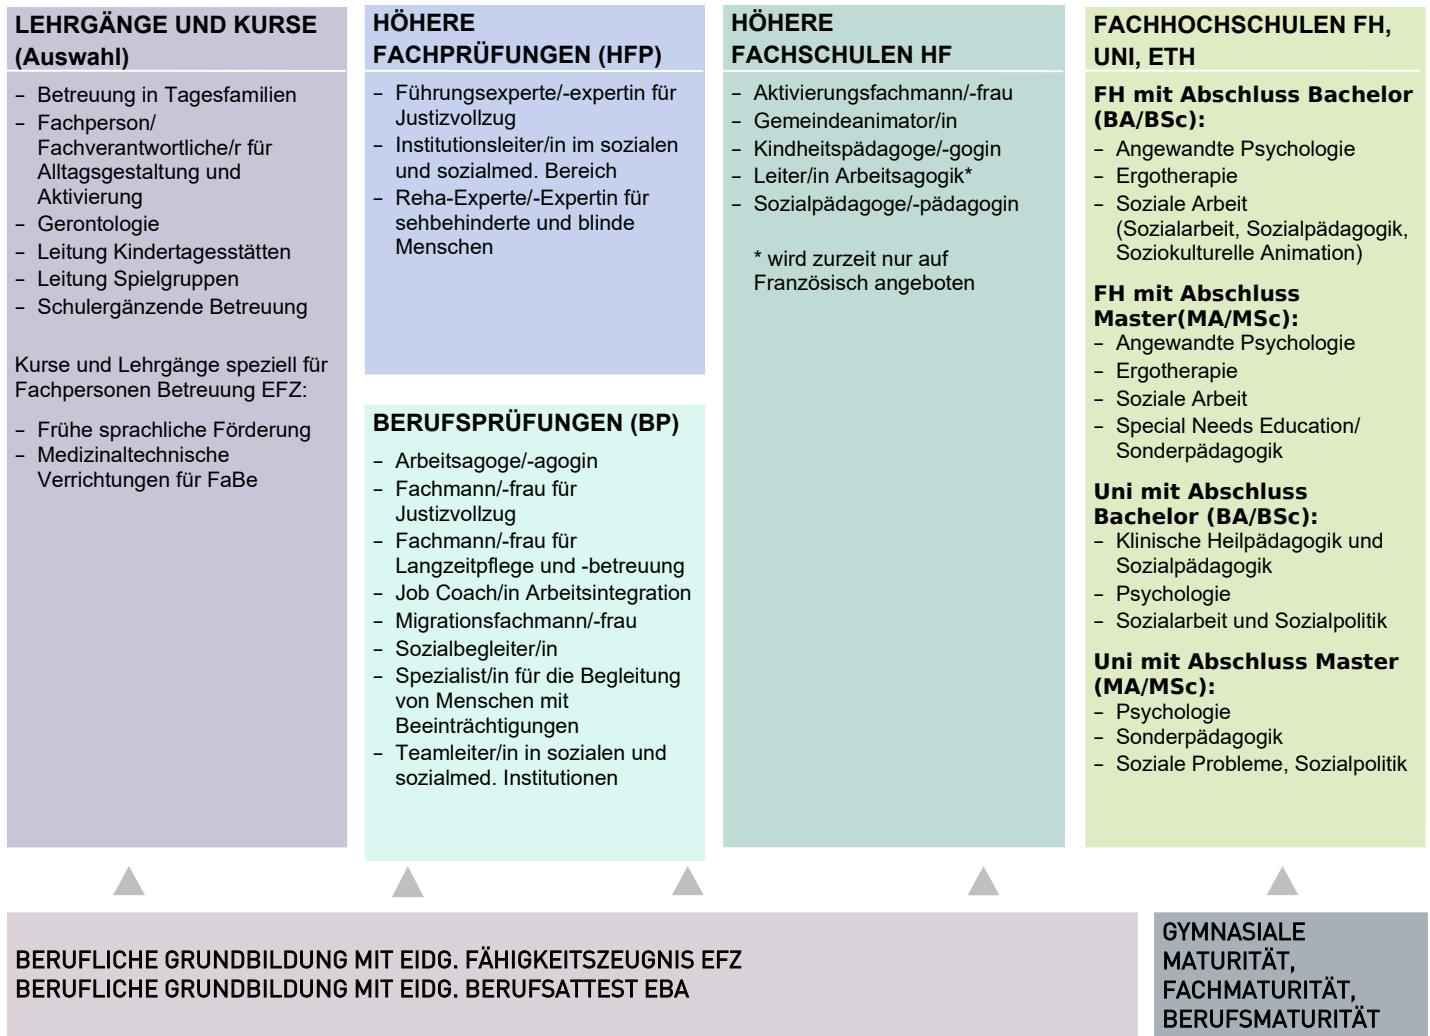 LEHRGÄNGE UND KURSE
(Auswahl)
– Betreuung in Tagesfamilien
– Fachperson/
Fachverantwortliche/r für
Alltagsgestaltung und
Aktivierung
– Gerontologie
– Leitung Kindertagesstätten
– Leitung Spielgruppen
– Schulergänzende Betreuung
Kurse und Lehrgänge speziell für
Fachpersonen Betreuung EFZ:
– Frühe sprachliche Förderung
– Medizinaltechnische
Verrichtungen für FaBe
HÖHERE
FACHPRÜFUNGEN (HFP)
– Führungsexperte/-expertin für
Justizvollzug
– Institutionsleiter/in im sozialen
und sozialmed. Bereich
– Reha-Experte/-Expertin für
sehbehinderte und blinde
Menschen
BERUFSPRÜFUNGEN (BP)
– Arbeitsagoge/-agogin
– Fachmann/-frau für
Justizvollzug
– Fachmann/-frau für
Langzeitpflege und -betreuung
– Job Coach/in Arbeitsintegration
– Migrationsfachmann/-frau
– Sozialbegleiter/in
– Spezialist/in für die Begleitung
von Menschen mit
Beeinträchtigungen
– Teamleiter/in in sozialen und
sozialmed. Institutionen
HÖHERE
FACHSCHULEN HF
– Aktivierungsfachmann/-frau
– Gemeindeanimator/in
– Kindheitspädagoge/-gogin
– Leiter/in Arbeitsagogik*
– Sozialpädagoge/-pädagogin
* wird zurzeit nur auf
Französisch angeboten
FACHHOCHSCHULEN FH,
UNI, ETH
FH mit Abschluss Bachelor
(BA/BSc):
– Angewandte Psychologie
– Ergotherapie
– Soziale Arbeit
(Sozialarbeit, Sozialpädagogik,
Soziokulturelle Animation)
FH mit Abschluss
Master(MA/MSc):
– Angewandte Psychologie
– Ergotherapie
– Soziale Arbeit
– Special Needs Education/
Sonderpädagogik
Uni mit Abschluss
Bachelor (BA/BSc):
– Klinische Heilpädagogik und
Sozialpädagogik
– Psychologie
– Sozialarbeit und Sozialpolitik
Uni mit Abschluss Master
(MA/MSc):
– Psychologie
– Sonderpädagogik
– Soziale Probleme, Sozialpolitik
BERUFLICHE GRUNDBILDUNG MIT EIDG. FÄHIGKEITSZEUGNIS EFZ
BERUFLICHE GRUNDBILDUNG MIT EIDG. BERUFSATTEST EBA
GYMNASIALE
MATURITÄT,
FACHMATURITÄT,
BERUFSMATURITÄT